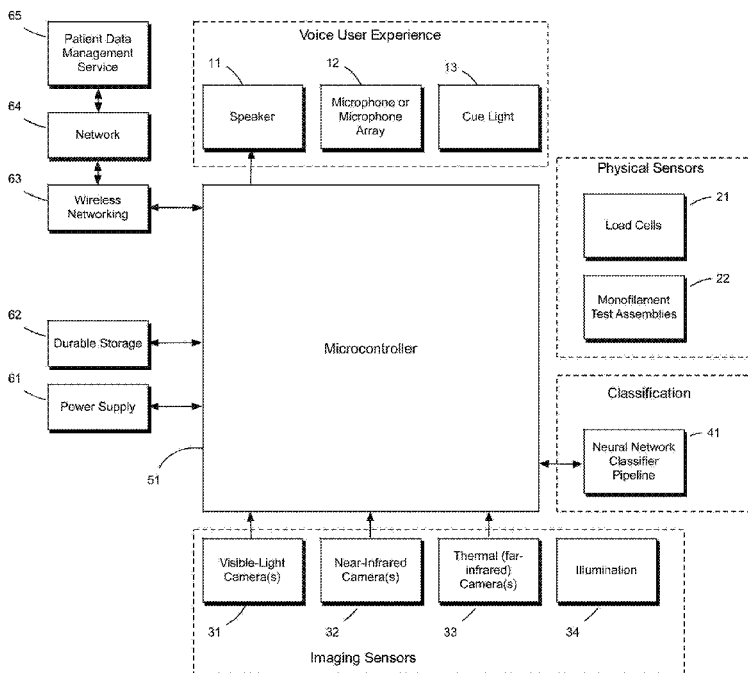 65
Patient Data
Management
Service
64
Network
63
Wireless
Networking
62
Durable Storage
61
Power Supply
Voice User Experience
11
Speaker
12
Microphone or
Microphone
Array
13
Cue Light
Physical Sensors
21
Load Cells
22
Monofilament
Test Assemblies
Microcontroller
51
Classification
41
Neural Network
Classifier
Pipeline
Visible-Light
Camera(s)
31
Near-Infrared
Camera(s)
32
Thermal (far-
infrared)
Camera(s)
33
Illumination
34
Imaging Sensors